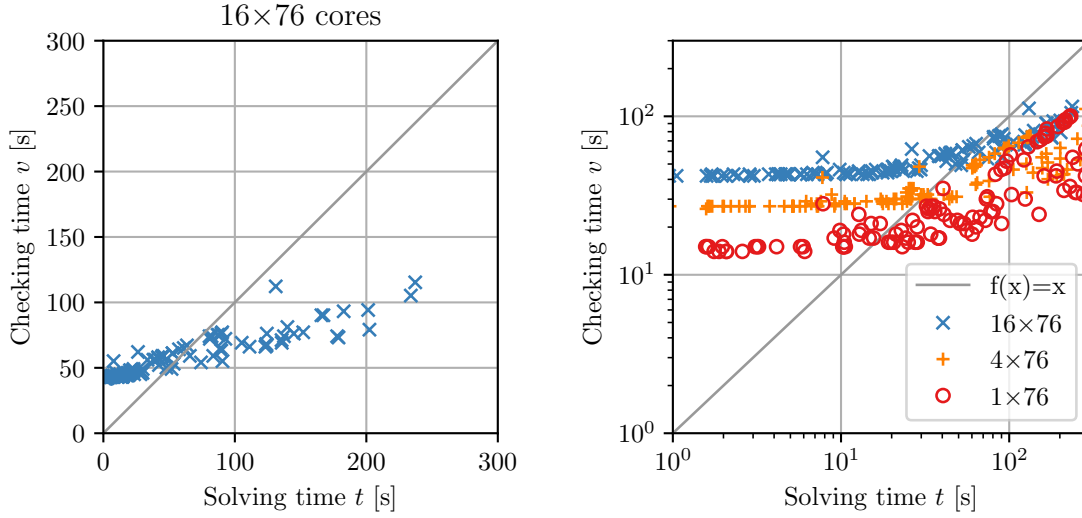 16×76 cores
Checking time v [s]
300
250
200
150
100
50
0
0 100 200 300
Solving time t [s]
Checking time v [s]
10²
10¹
10⁰
10⁰ 10¹ 10²
Solving time t [s]
f(x)=x
16×76
4×76
1×76